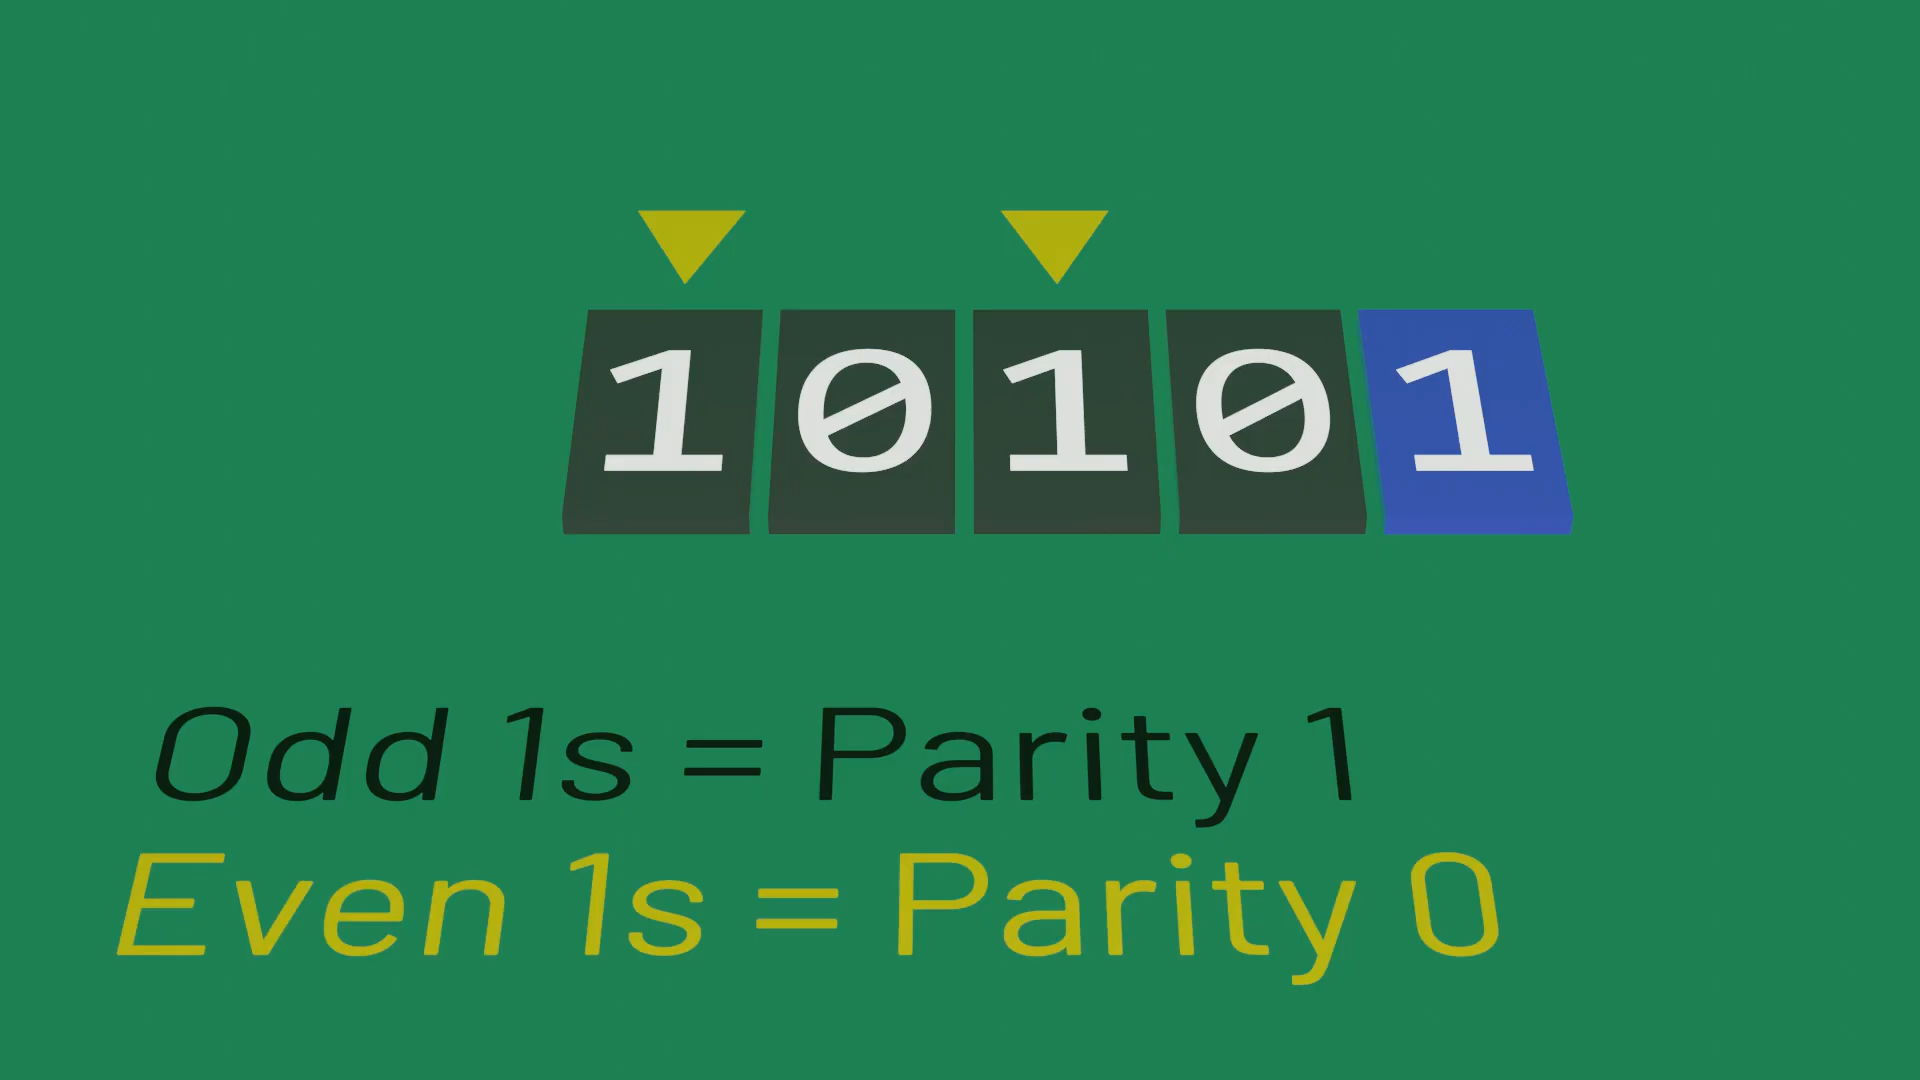 10101
Odd 1s = Parity 1
Even 1s = Parity 0